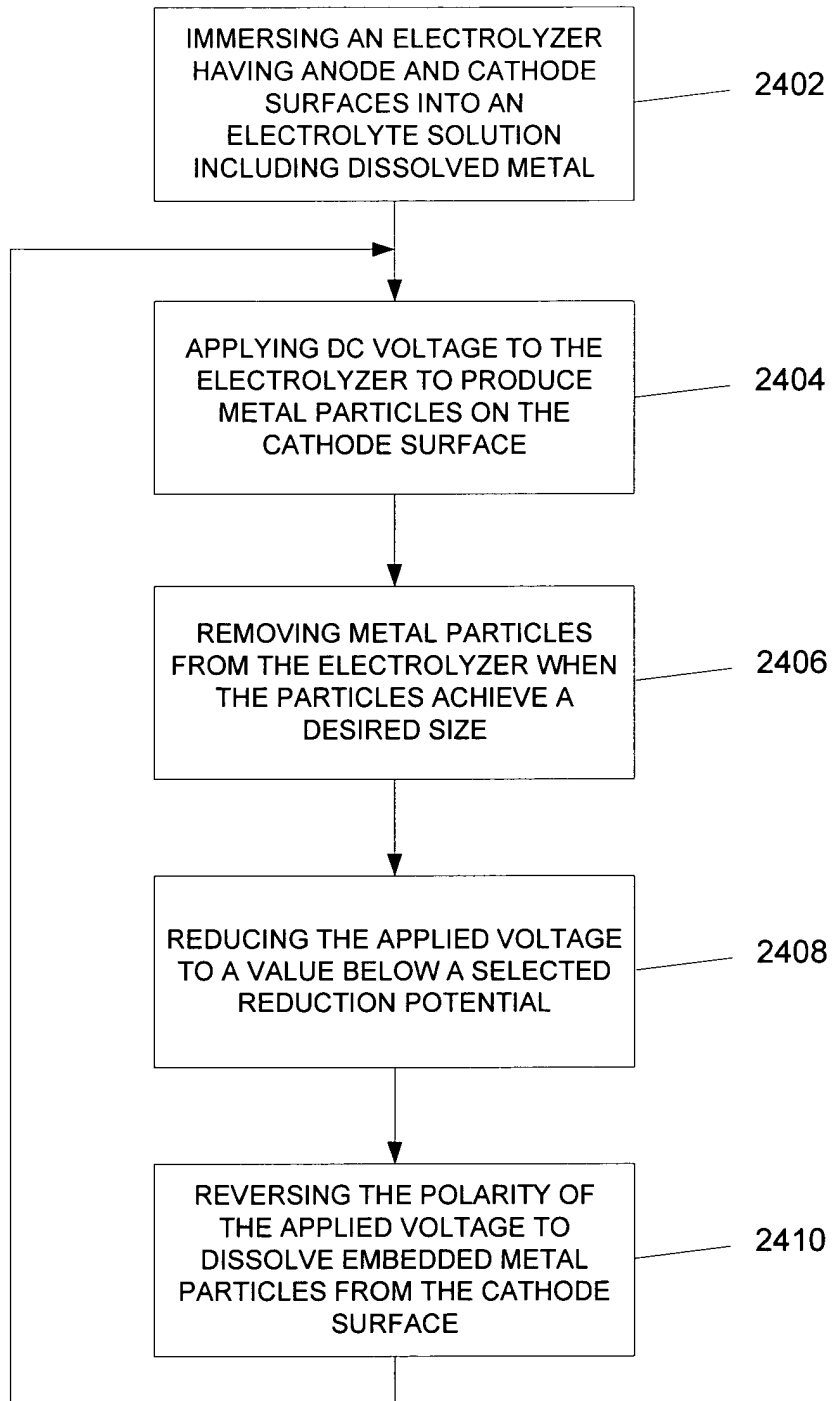 IMMERSING AN ELECTROLYZER
HAVING ANODE AND CATHODE
SURFACES INTO AN
ELECTROLYTE SOLUTION
INCLUDING DISSOLVED METAL
2402
APPLYING DC VOLTAGE TO THE
ELECTROLYZER TO PRODUCE
METAL PARTICLES ON THE
CATHODE SURFACE
2404
REMOVING METAL PARTICLES
FROM THE ELECTROLYZER WHEN
THE PARTICLES ACHIEVE A
DESIRED SIZE
2406
REDUCING THE APPLIED VOLTAGE
TO A VALUE BELOW A SELECTED
REDUCTION POTENTIAL
2408
REVERSING THE POLARITY OF
THE APPLIED VOLTAGE TO
DISSOLVE EMBEDDED METAL
PARTICLES FROM THE CATHODE
SURFACE
2410